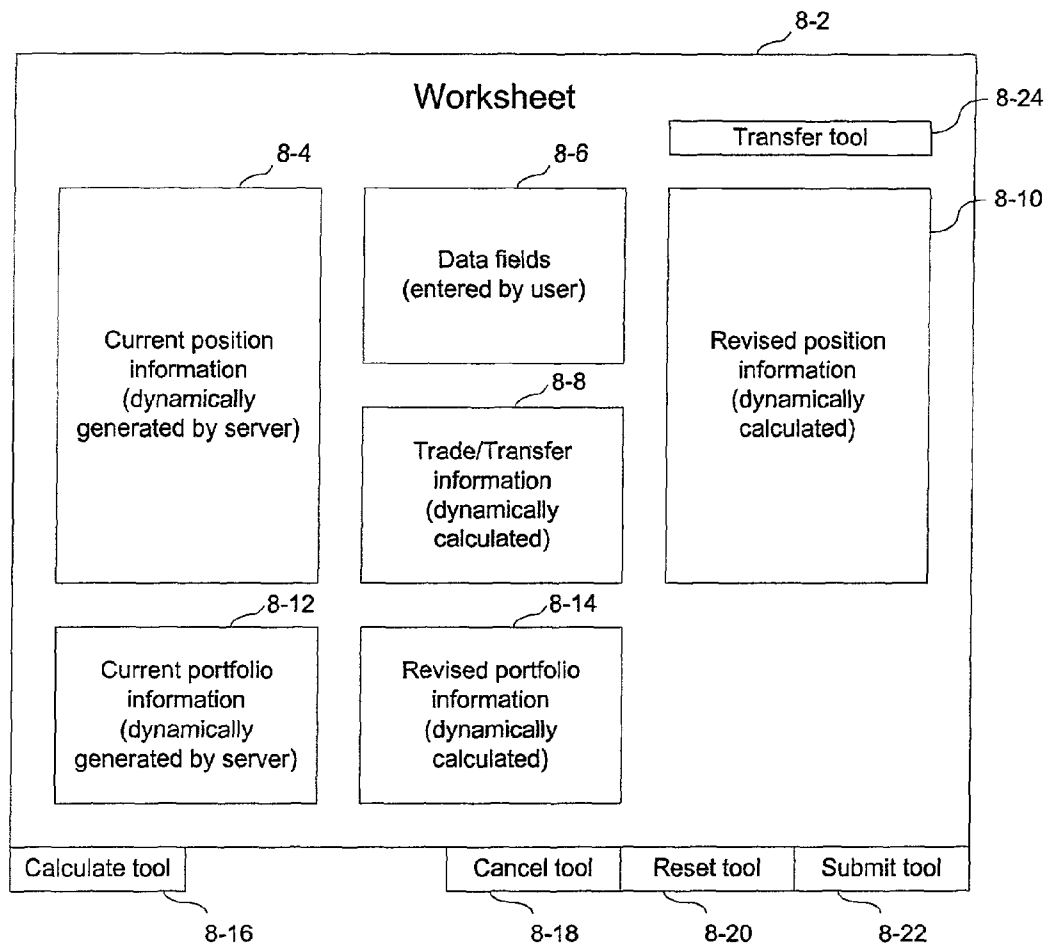 8-2
Worksheet
8-24
Transfer tool
8-4
8-6
8-10
Data fields
(entered by user)
Current position
information
(dynamically
generated by server)
Revised position
information
(dynamically
calculated)
8-8
Trade/Transfer
information
(dynamically
calculated)
8-12
8-14
Current portfolio
information
(dynamically
generated by server)
Revised portfolio
information
(dynamically
calculated)
Calculate tool
Cancel tool
Reset tool
Submit tool
8-16
8-18
8-20
8-22